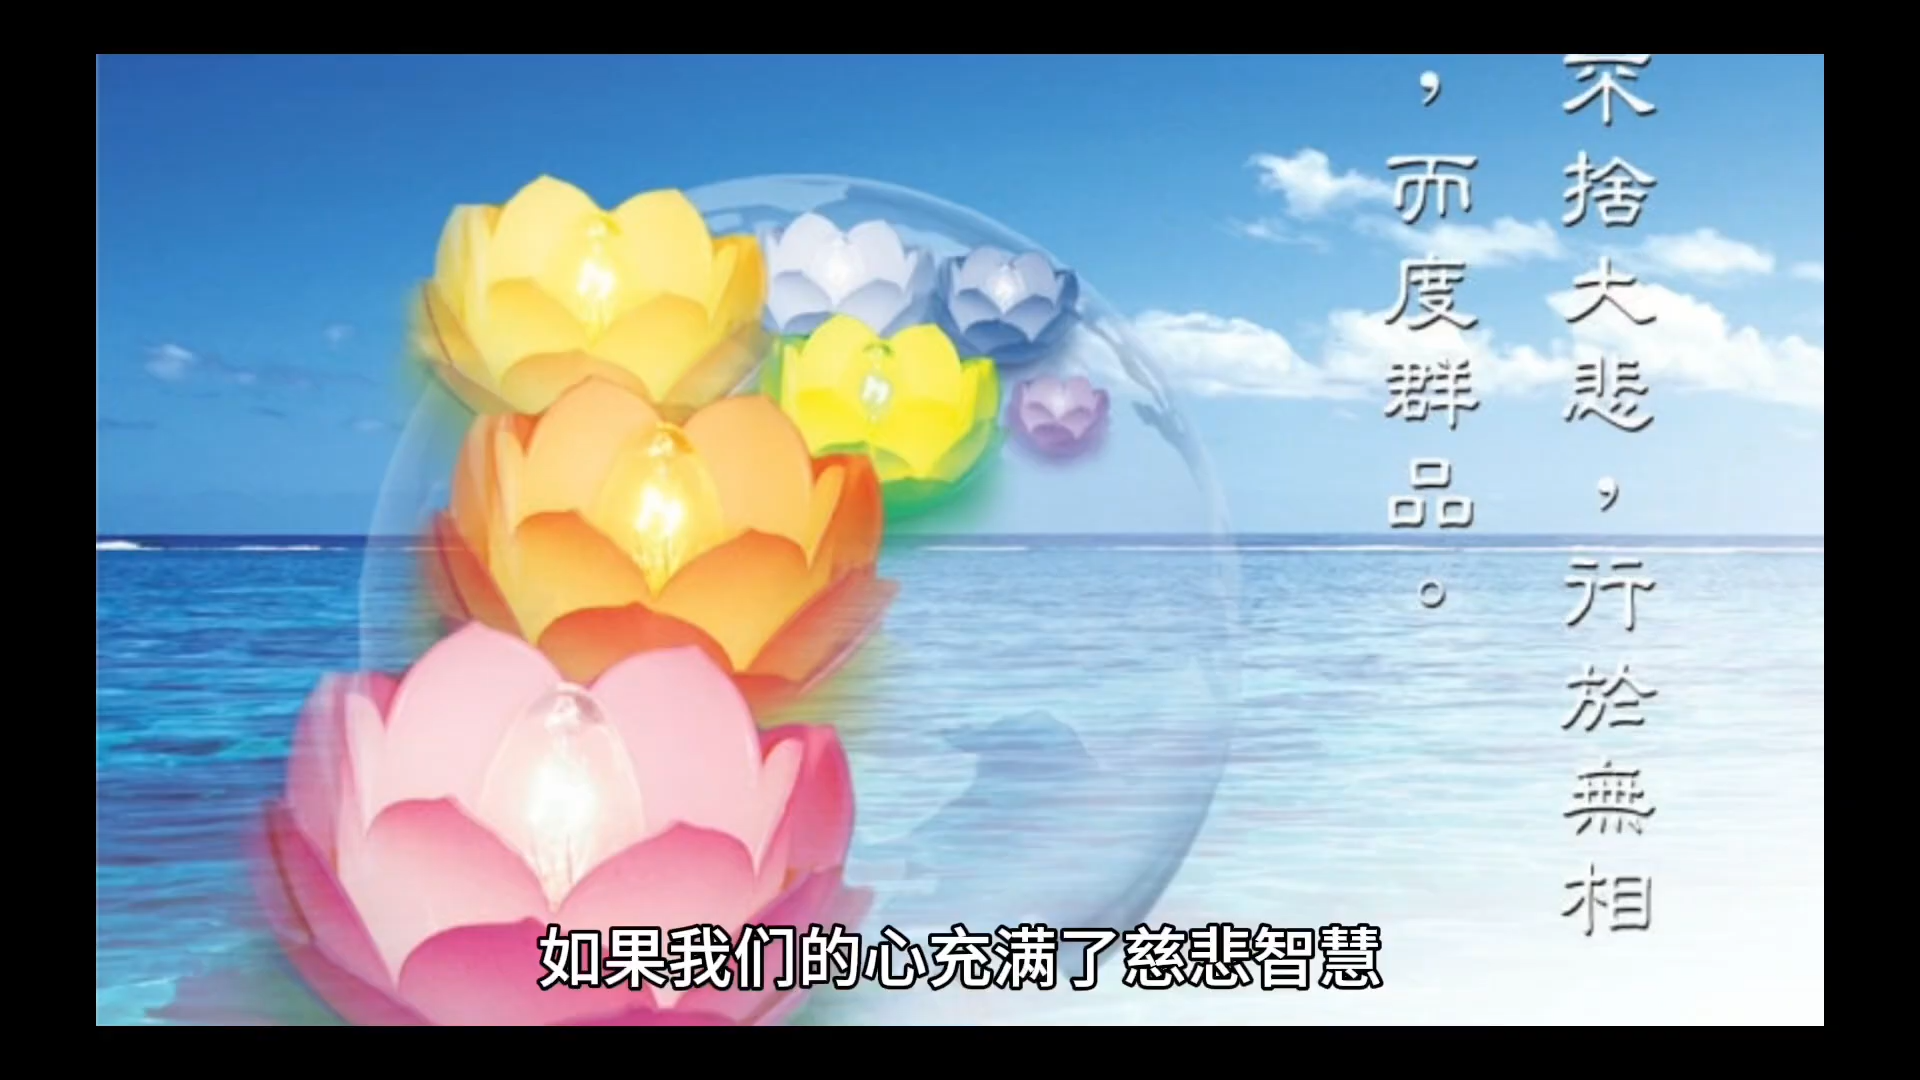 不捨大悲，行於無相
，而度群品。
如果我们的心充满了慈悲智慧